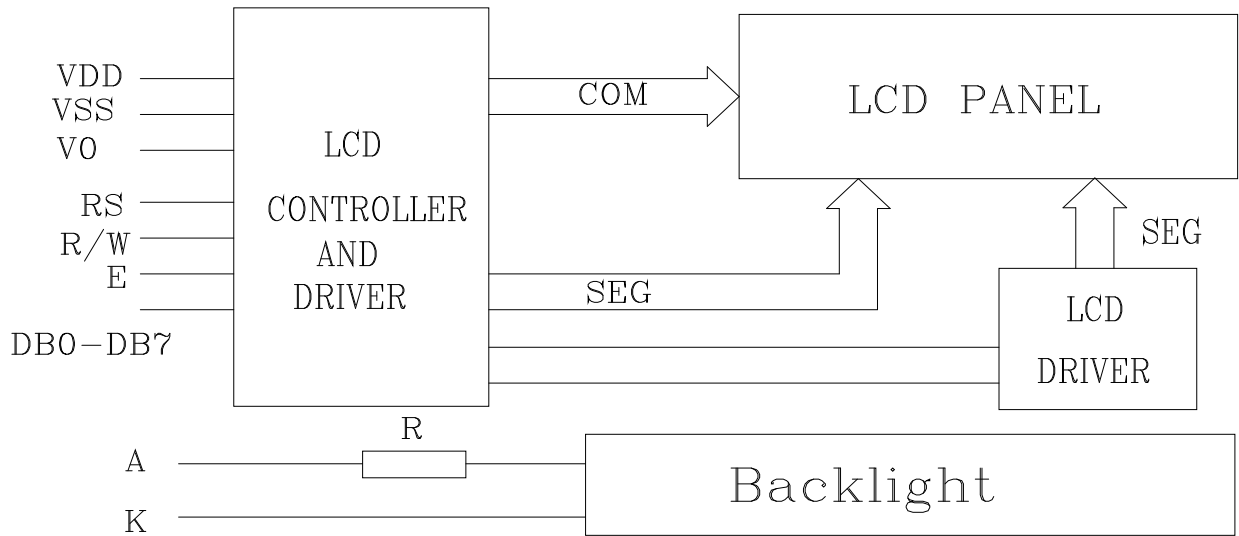 VDD
VSS
V0
RS
R/W
E
DB0-DB7
LCD
CONTROLLER
AND
DRIVER
COM
SEG
LCD PANEL
SEG
LCD
DRIVER
R
A
K
Backlight